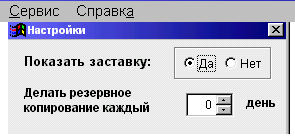 Сервис Справка
Настройки
Показать заставку: Да Нет
Делать резервное
копирование каждый 0 день